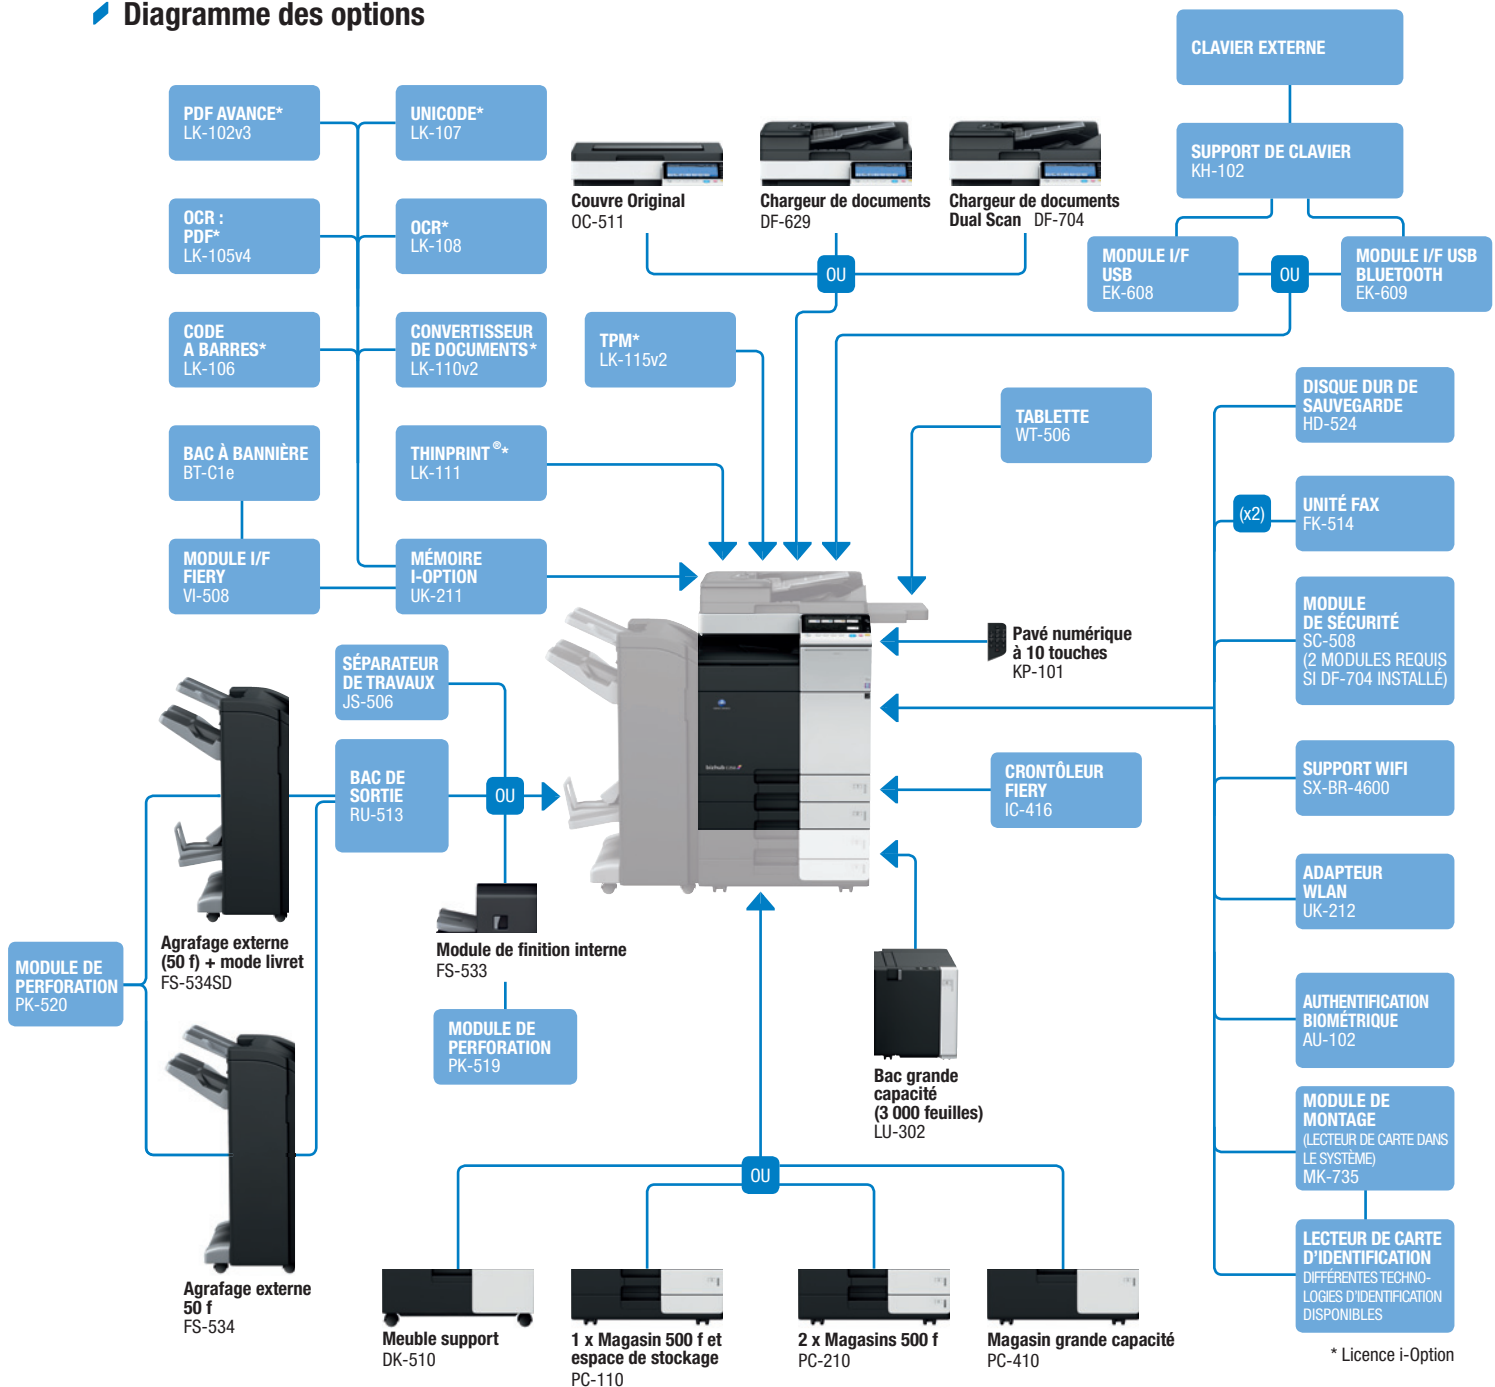 Diagramme des options
CLAVIER EXTERNE
PDF AVANCE*
LK-102v3
UNICODE*
LK-107
SUPPORT DE CLAVIER
KH-102
Couvre Original
OC-511
Chargeur de documents
DF-629
Chargeur de documents
Dual Scan DF-704
OCR :
PDF*
LK-105v4
OCR*
LK-108
OU
MODULE I/F
USB
EK-608
OU
MODULE I/F USB
BLUETOOTH
EK-609
CODE
A BARRES*
LK-106
CONVERTISSEUR
DE DOCUMENTS*
LK-110v2
TPM*
LK-115v2
TABLETTE
WT-506
DISQUE DUR DE
SAUVEGARDE
HD-524
BAC À BANNIÈRE
BT-C1e
THINPRINT®*
LK-111
(x2)
UNITÉ FAX
FK-514
MODULE I/F
FIERY
VI-508
MÉMOIRE
I-OPTION
UK-211
MODULE
DE SÉCURITÉ
SC-508
(2 MODULES REQUIS
SI DF-704 INSTALLÉ)
Pavé numérique
à 10 touches
KP-101
SÉPARATEUR
DE TRAVAUX
JS-506
BAC DE
SORTIE
RU-513
OU
CRONTÔLEUR
FIERY
IC-416
SUPPORT WIFI
SX-BR-4600
ADAPTEUR
WLAN
UK-212
Agrafage externe
(50 f) + mode livret
FS-534SD
Module de finition interne
FS-533
MODULE DE
PERFORATION
PK-520
MODULE DE
PERFORATION
PK-519
AUTHENTIFICATION
BIOMÉTRIQUE
AU-102
Bac grande
capacité
(3 000 feuilles)
LU-302
MODULE DE
MONTAGE
(LECTEUR DE CARTE DANS
LE SYSTÈME)
MK-735
OU
LECTEUR DE CARTE
D'IDENTIFICATION
DIFFÉRENTES TECHNO-
LOGIES D'IDENTIFICATION
DISPONIBLES
Agrafage externe
50 f
FS-534
Meuble support
DK-510
1 x Magasin 500 f et
espace de stockage
PC-110
2 x Magasins 500 f
PC-210
Magasin grande capacité
PC-410
* Licence i-Option